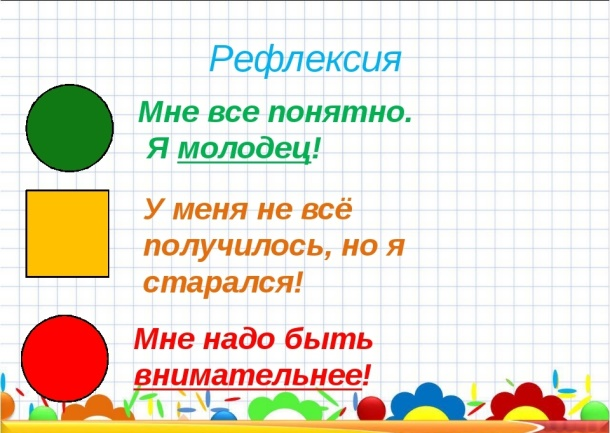 Рефлексия
Мне все понятно.
Я молодец!
У меня не всё
получилось, но я
старался!
Мне надо быть
внимательнее!